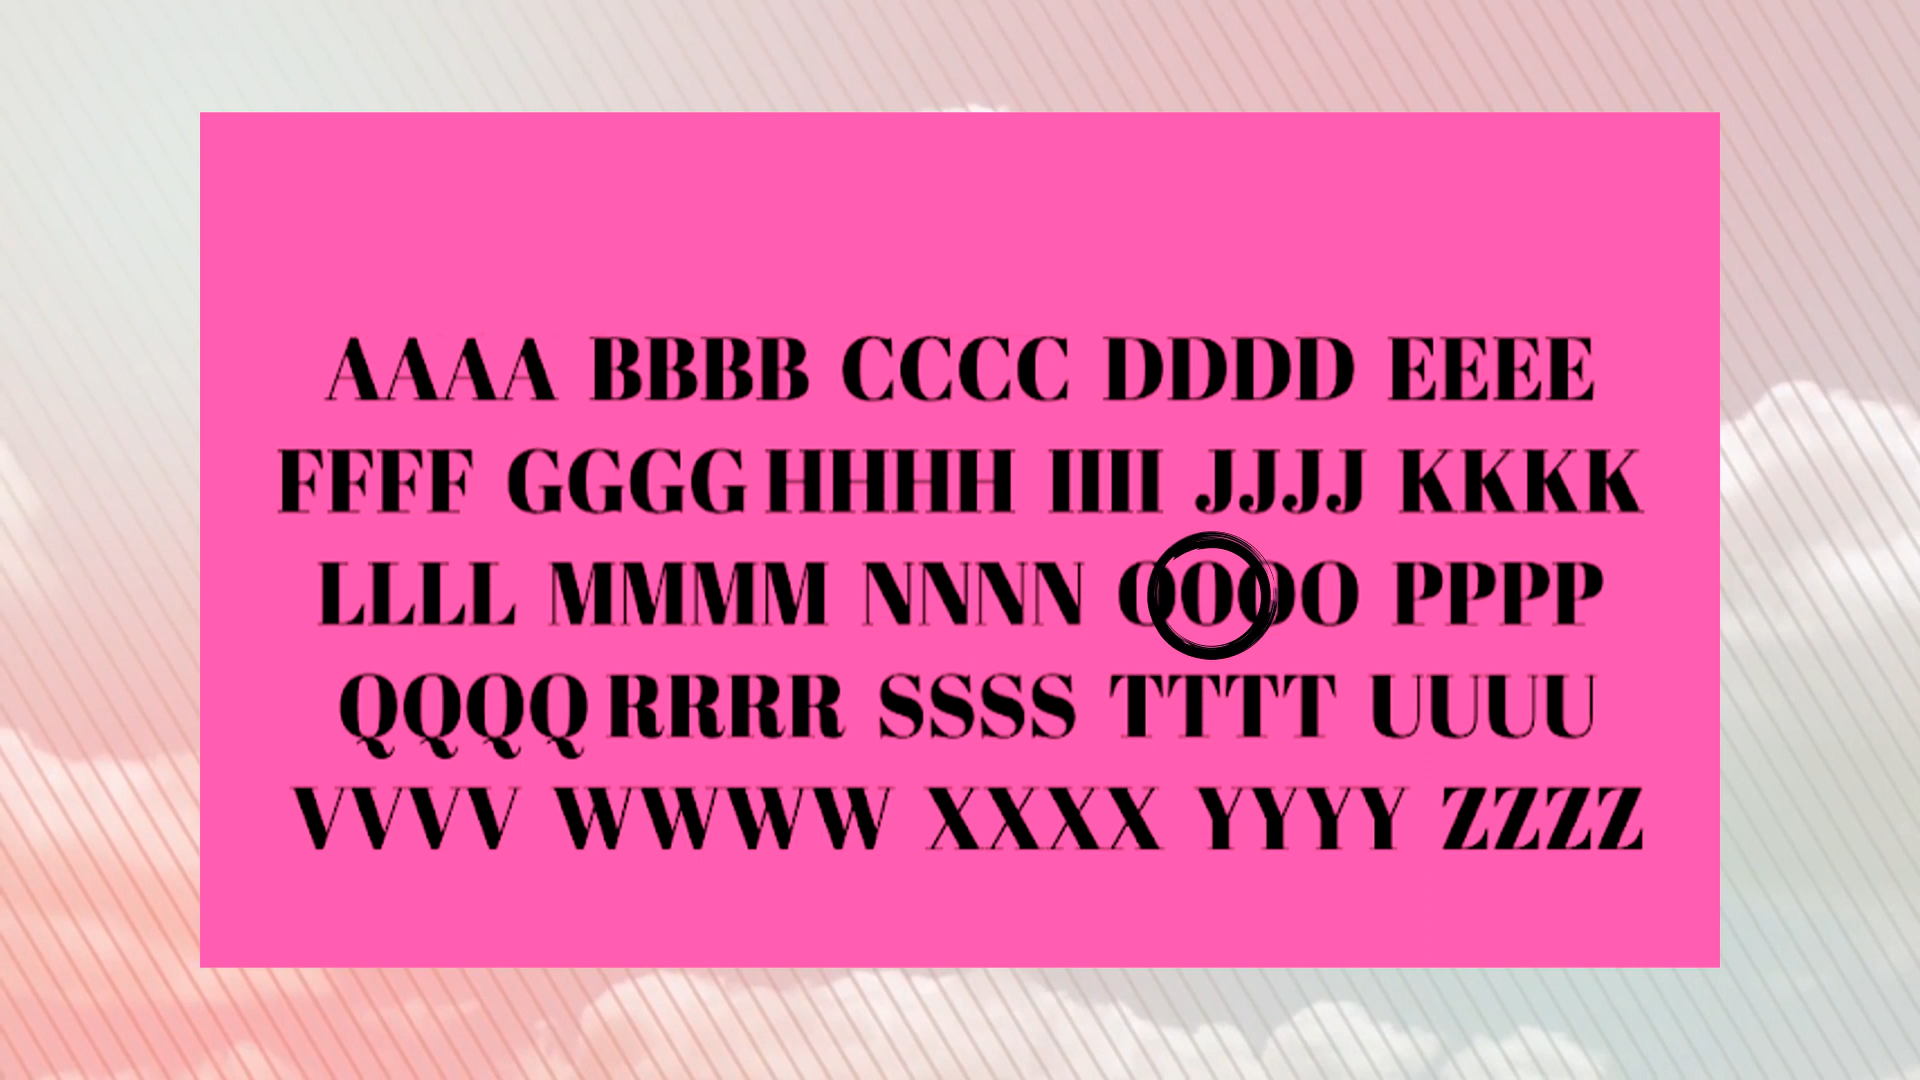 AAAA BBBB CCCC DDDD EEEE
FFFF GGGG HHHH IIII JJJJ KKKK
LLLL MMMM NNNN OOOO PPPP
QQQQ RRRR SSSS TTTT UUUU
VVVV WWWW XXXX YYYY ZZZZ